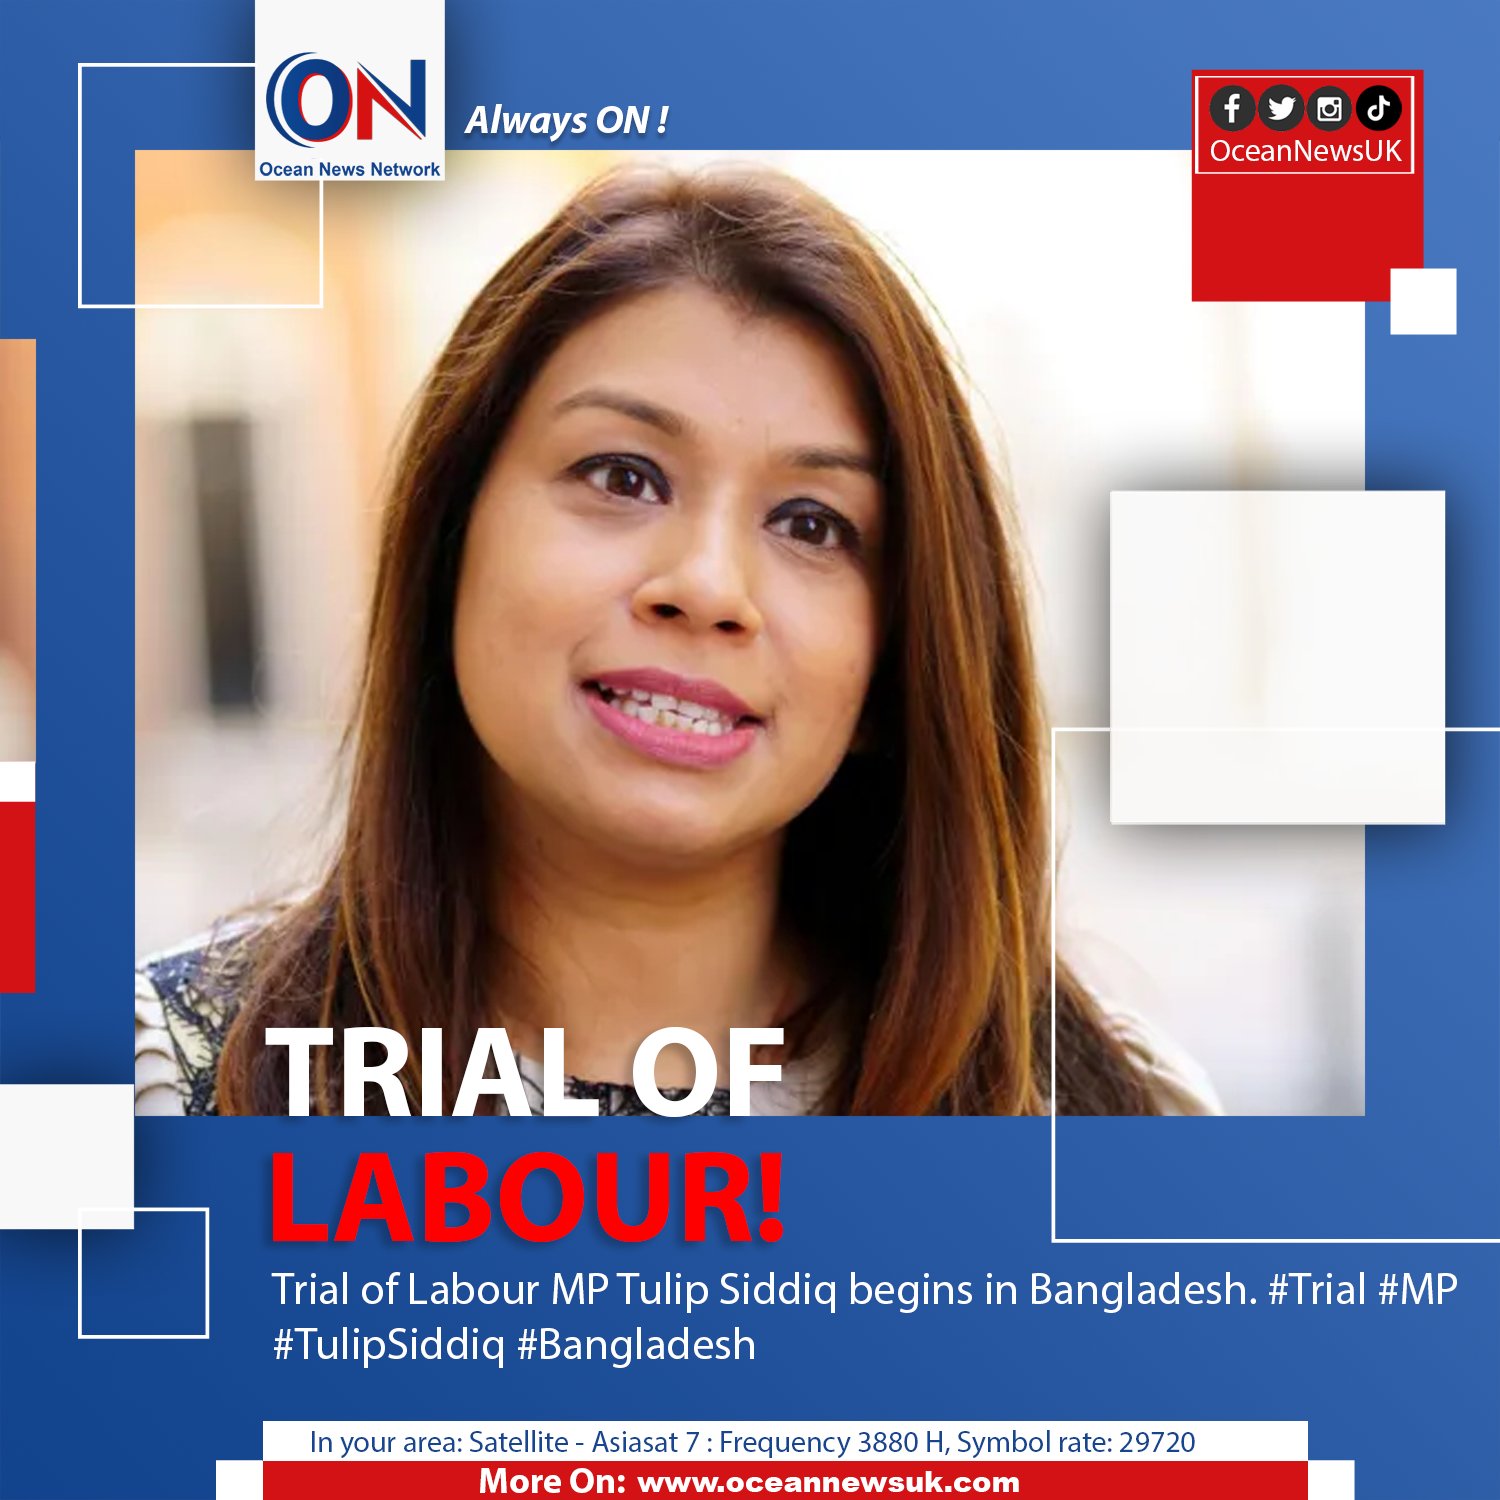 ON
Ocean News Network
Always ON !
OceanNewsUK
TRIAL OF
LABOUR!
Trial of Labour MP Tulip Siddiq begins in Bangladesh. #Trial #MP
#TulipSiddiq #Bangladesh
In your area: Satellite - Asiasat 7 : Frequency 3880 H, Symbol rate: 29720
More On: www.oceannewsuk.com